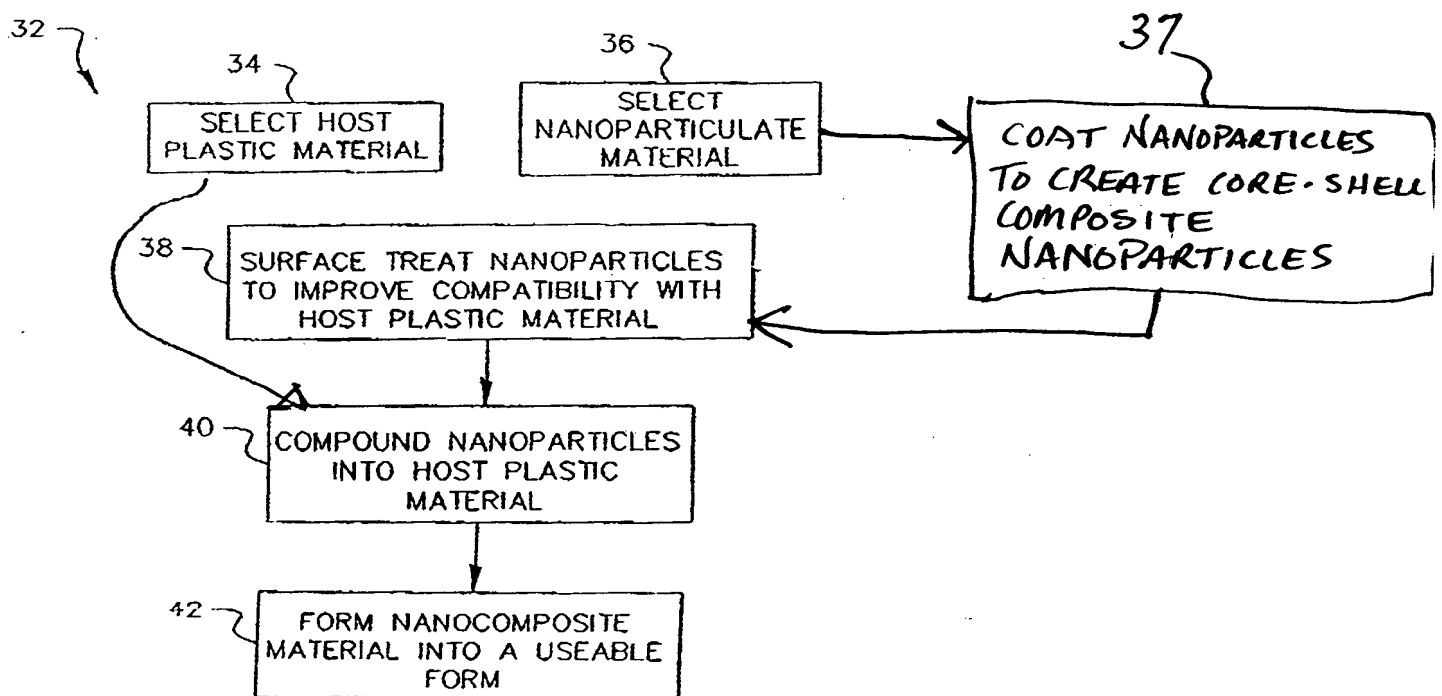 32
34
SELECT HOST
PLASTIC MATERIAL
36
SELECT
NANOPARTICULATE
MATERIAL
37
COAT NANOPARTICLES
TO CREATE CORE-SHELL
COMPOSITE
NANOPARTICLES
38
SURFACE TREAT NANOPARTICLES
TO IMPROVE COMPATIBILITY WITH
HOST PLASTIC MATERIAL
40
COMPOUND NANOPARTICLES
INTO HOST PLASTIC
MATERIAL
42
FORM NANOCOMPOSITE
MATERIAL INTO A USEABLE
FORM